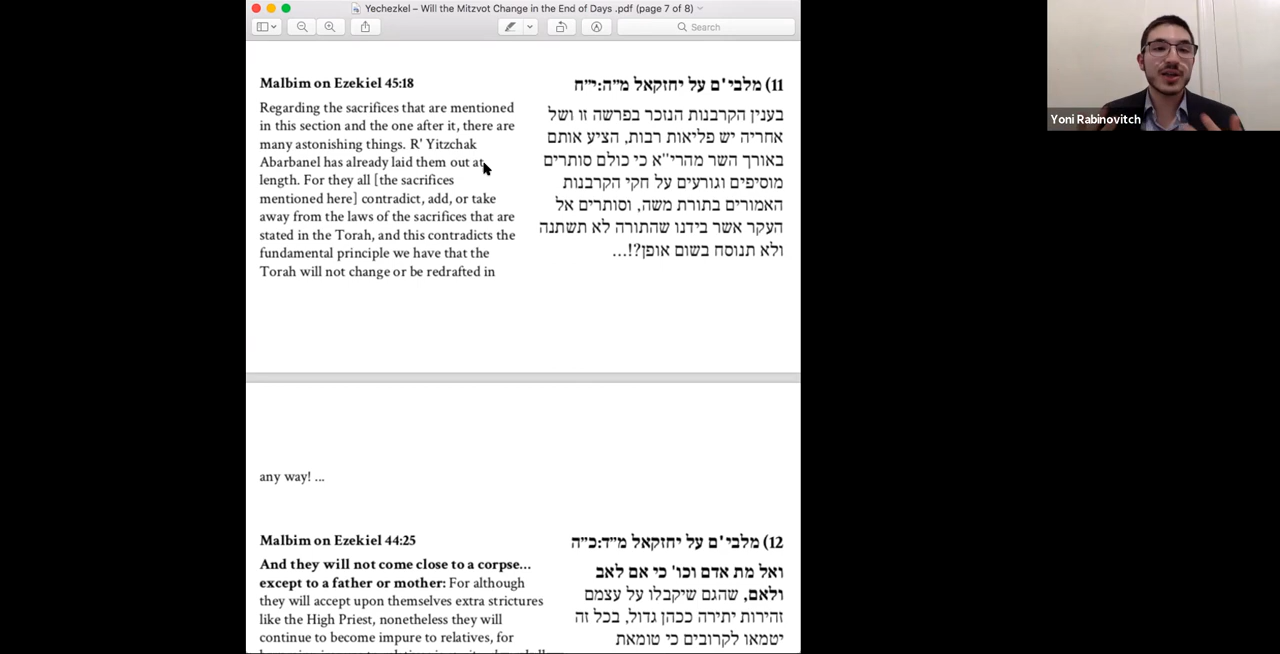 Yechezkel – Will the Mitzvot Change in the End of Days .pdf (page 7 of 8)
Search
Malbim on Ezekiel 45:18
Regarding the sacrifices that are mentioned
in this section and the one after it, there are
many astonishing things. R' Yitzchak
Abarbanel has already laid them out at
length. For they all [the sacrifices
mentioned here] contradict, add, or take
away from the laws of the sacrifices that are
stated in the Torah, and this contradicts the
fundamental principle we have that the
Torah will not change or be redrafted in
11) מלבי'ם על יחזקאל מ״ה:י״ח
בענין הקרבנות הנזכר בפרשה זו ושל
אחריה יש פליאות רבות, הציע אותם
באורך השר מהרי''א כי כולם סותרים
מוסיפים וגורעים על חקי הקרבנות
האמורים בתורת משה, וסותרים אל
העקר אשר בידנו שהתורה לא תשתנה
ולא תנוסח בשום אופן?!...
any way! ...
Malbim on Ezekiel 44:25
And they will not come close to a corpse...
except to a father or mother: For although
they will accept upon themselves extra strictures
like the High Priest, nonetheless they will
continue to become impure to relatives, for
12) מלבי'ם על יחזקאל מ״ד:כ״ה
ואל מת אדם וכו' כי אם לאב
ולאם, שהגם שיקבלו על עצמם
זהירות יתירה ככהן גדול, בכל זה
יטמאו לקרובים כי טומאת
Yoni Rabinovitch